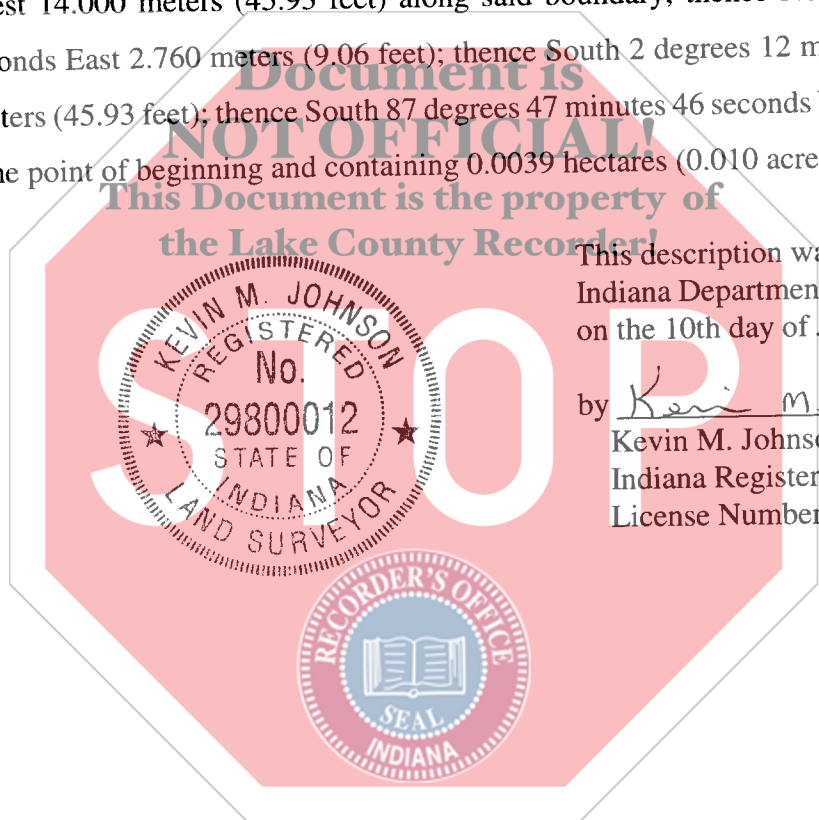 est 14.000 meters (45.93 feet) along said boundary; thence
onds East 2.760 meters (9.06 feet); thence South 2 degrees 12 m
ters (45.93 feet); thence South 87 degrees 47 minutes 46 seconds
ne point of beginning and containing 0.0039 hectares (0.010 acre
Document is
NOT OFFICIAL!
This Document is the property of
the Lake County Recorder!
STOP
This description wa
Indiana Departmen
on the 10th day of
by Kevin M.
Kevin M. Johnso
Indiana Register
License Number
KEVIN M. JOHNSON
REGISTERED
No.
29800012
STATE OF
INDIANA
LAND SURVEYOR
RECORDER'S OFFICE
SEAL
INDIANA